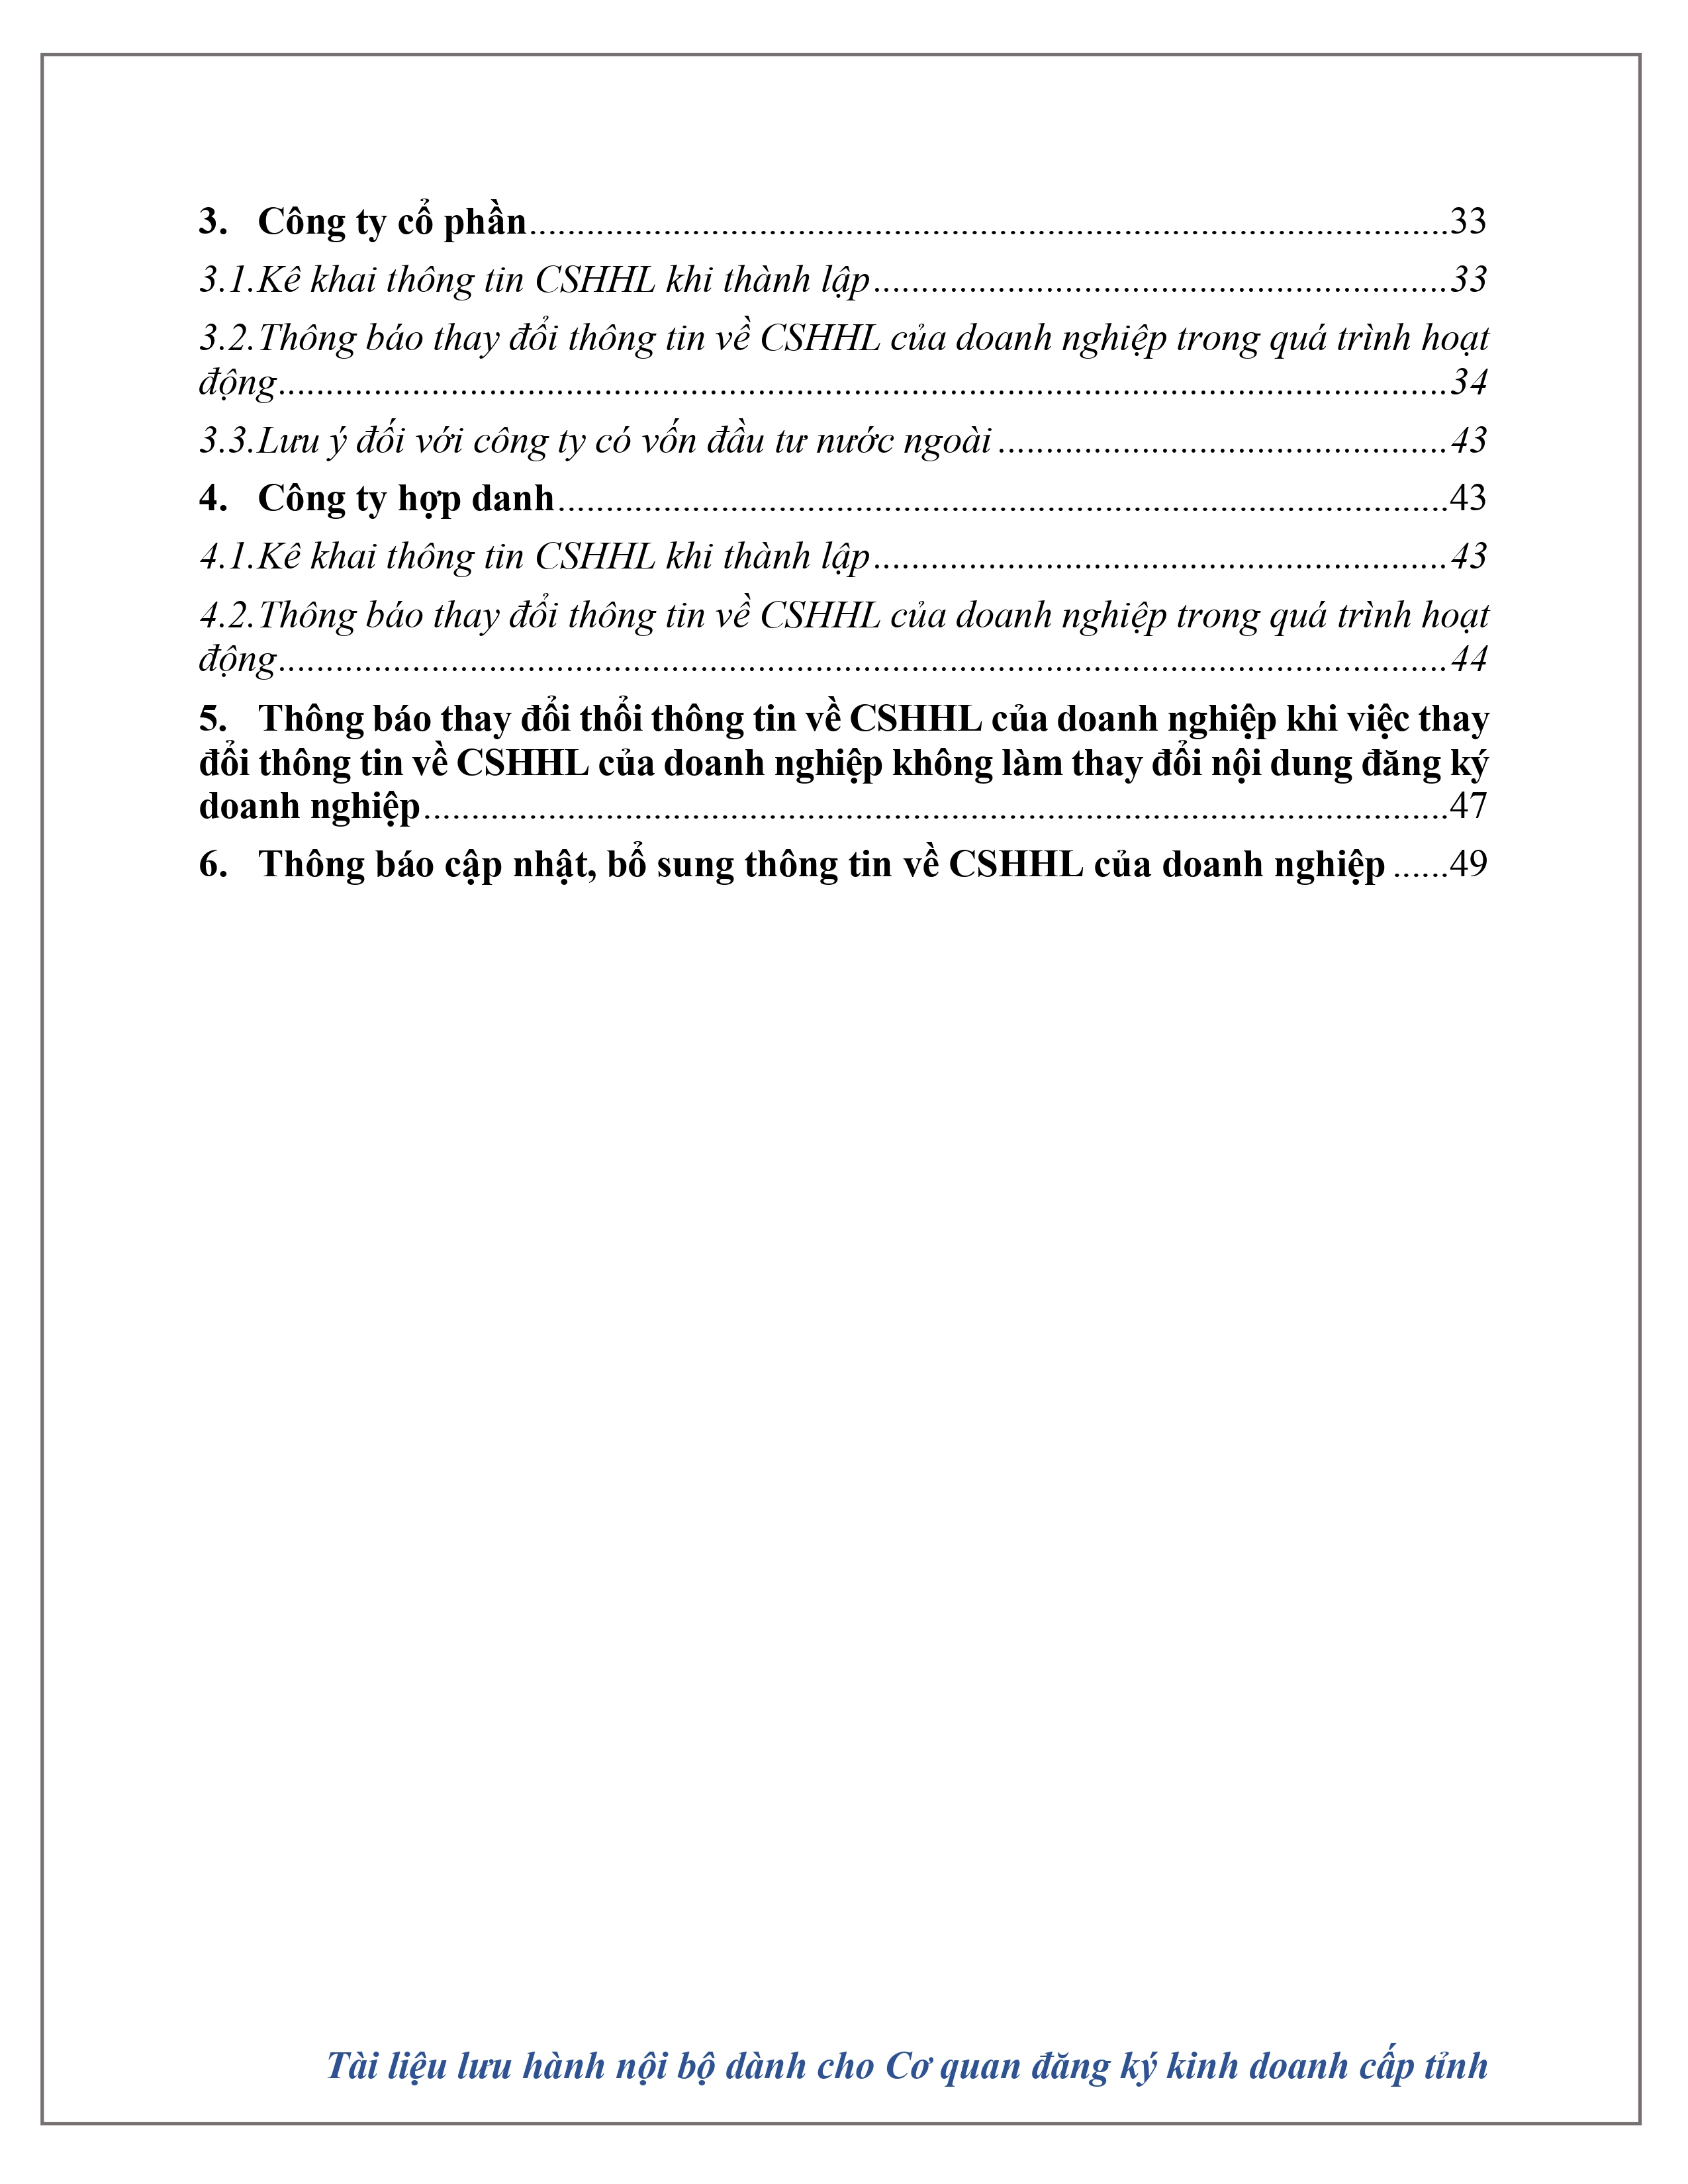 3. Công ty cổ phần........................................33
3.1.Kê khai thông tin CSHHL khi thành lập........................................33
3.2.Thông báo thay đổi thông tin về CSHHL của doanh nghiệp trong quá trình hoạt
động........................................34
3.3.Lưu ý đối với công ty có vốn đầu tư nước ngoài........................................43
4. Công ty hợp danh........................................43
4.1.Kê khai thông tin CSHHL khi thành lập........................................43
4.2.Thông báo thay đổi thông tin về CSHHL của doanh nghiệp trong quá trình hoạt
động........................................44
5. Thông báo thay đổi thổi thông tin về CSHHL của doanh nghiệp khi việc thay
đổi thông tin về CSHHL của doanh nghiệp không làm thay đổi nội dung đăng ký
doanh nghiệp........................................47
6. Thông báo cập nhật, bổ sung thông tin về CSHHL của doanh nghiệp ......49
Tài liệu lưu hành nội bộ dành cho Cơ quan đăng ký kinh doanh cấp tỉnh